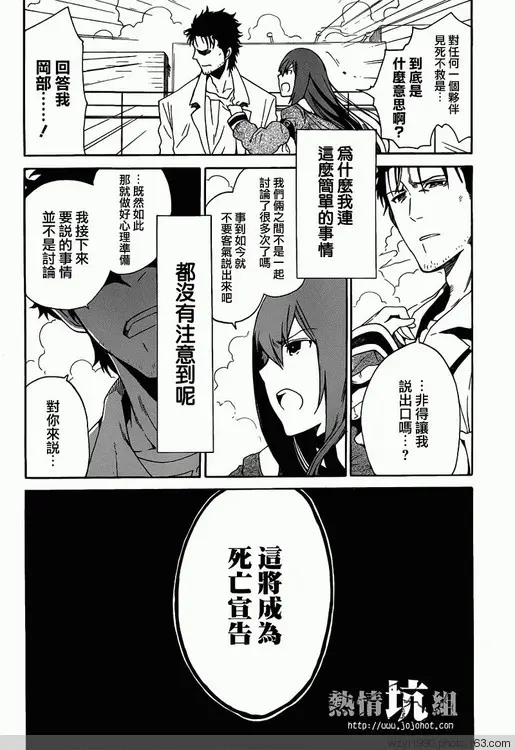 對任何一個夥伴
見死不救是…
到底是
什麼意思啊?
回答我
岡部……!!
為什麼我連
這麼簡單的事情
…非得讓我
説出口嗎…?
我們倆之間不是一起
討論了很多次了嗎
事到如今就
不要客氣説出來吧
都沒有注意到呢
…既然如此
那就做好心理準備
我接下來
要說的事情
並不是討論
對你來說…
這將成為
死亡宣告
熱情坑組
http://www.jojohot.com